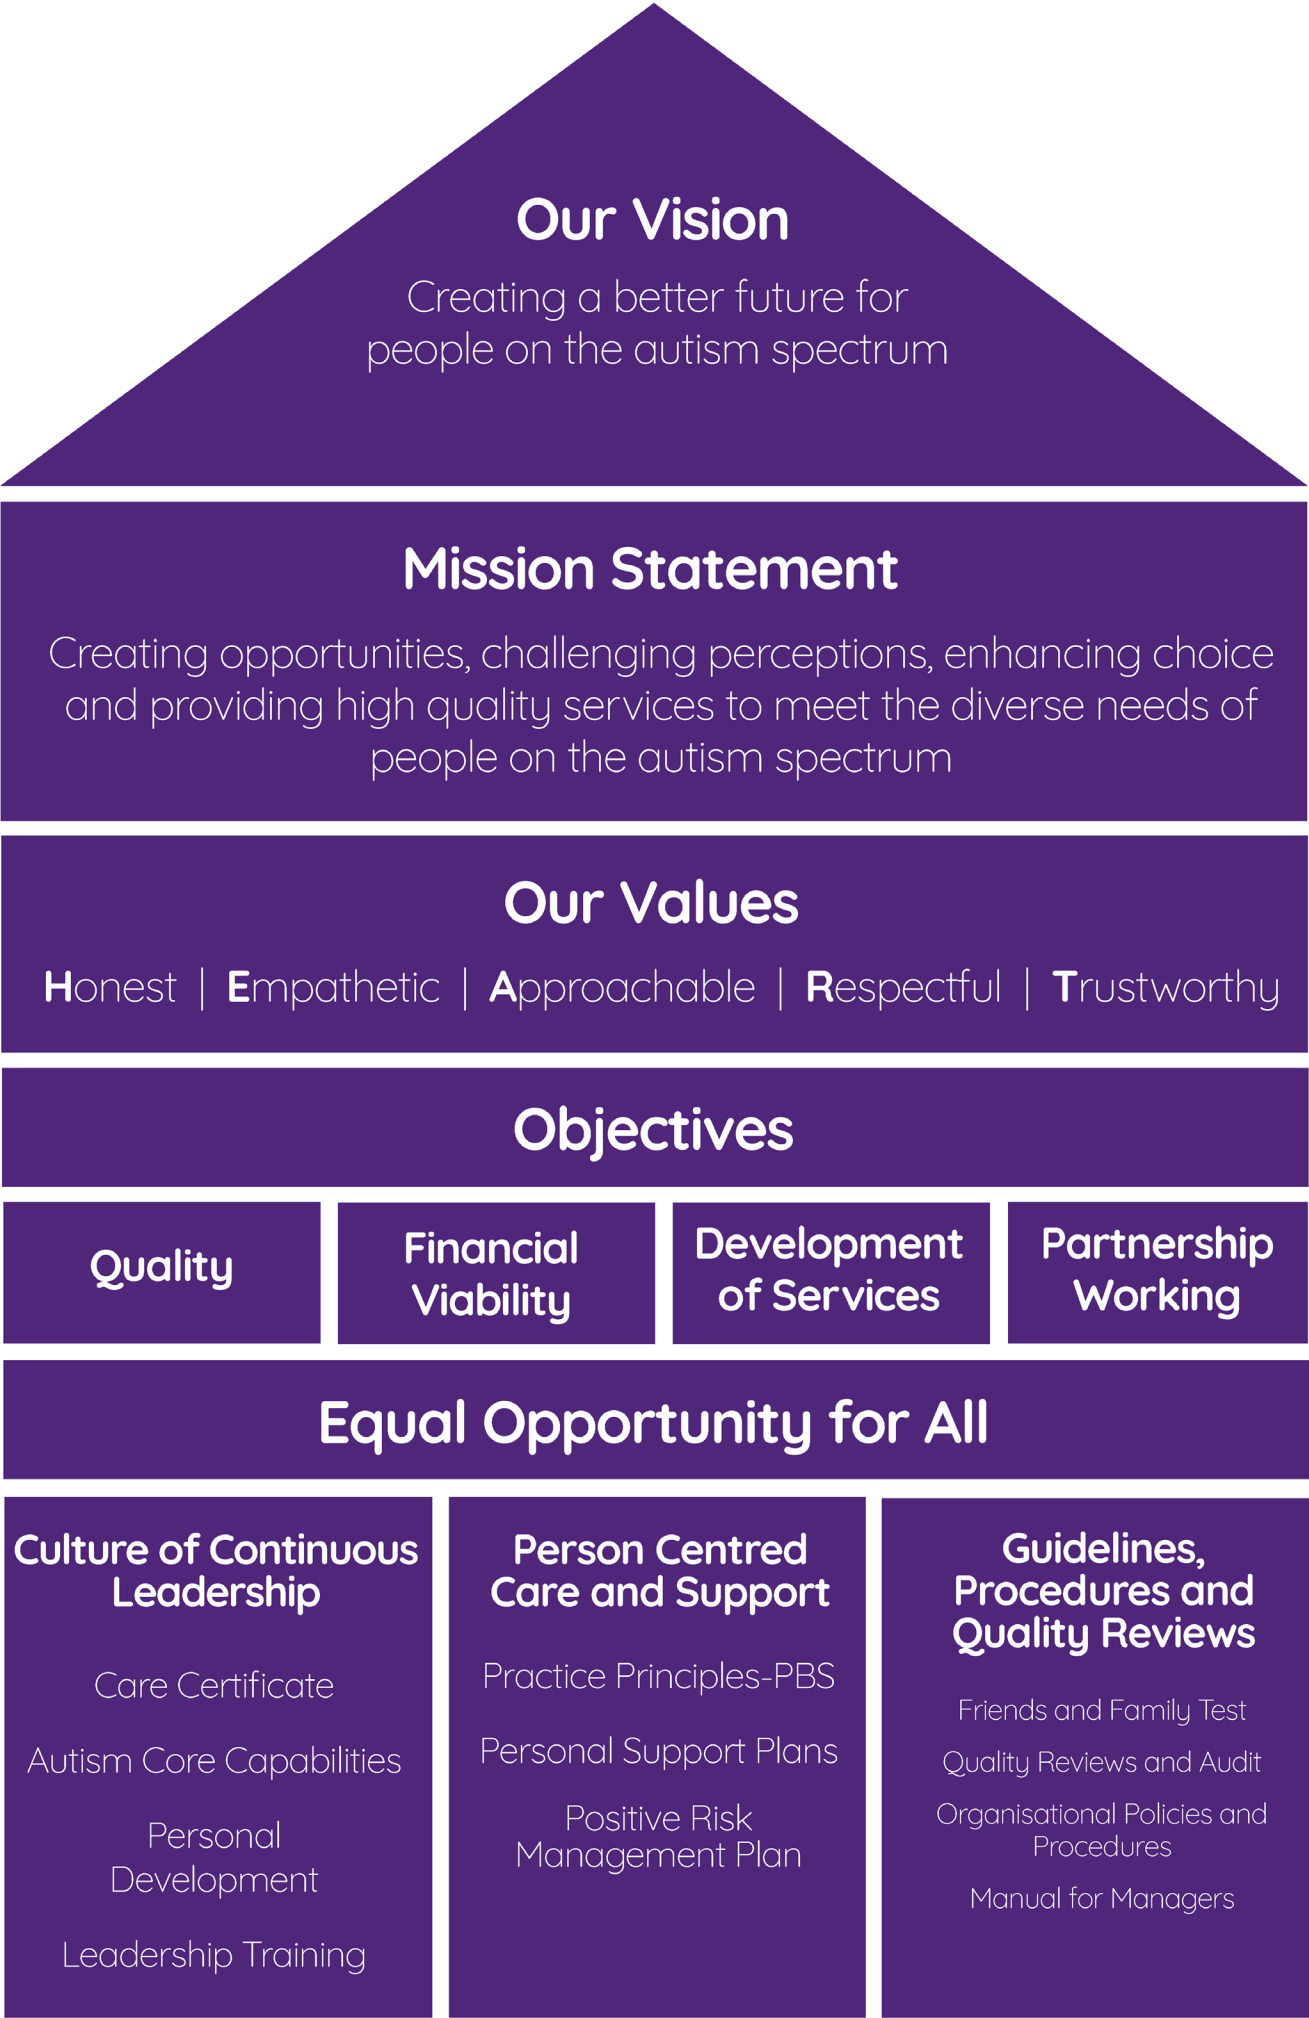 Our Vision
Creating a better future for
people on the autism spectrum
Mission Statement
Creating opportunities, challenging perceptions, enhancing choice
and providing high quality services to meet the diverse needs of
people on the autism spectrum
Our Values
Honest | Empathetic | Approachable | Respectful | Trustworthy
Objectives
Quality
Financial
Viability
Development
of Services
Partnership
Working
Equal Opportunity for All
Culture of Continuous
Leadership
Care Certificate
Autism Core Capabilities
Personal
Development
Leadership Training
Person Centred
Care and Support
Practice Principles-PBS
Personal Support Plans
Positive Risk
Management Plan
Guidelines,
Procedures and
Quality Reviews
Friends and Family Test
Quality Reviews and Audit
Organisational Policies and
Procedures
Manual for Managers